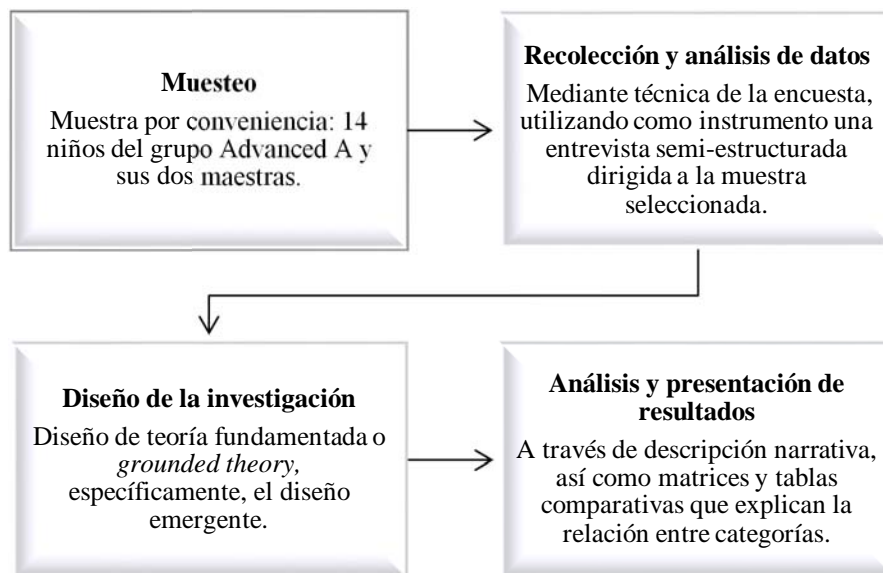 Muesteo
Muestra por conveniencia: 14
niños del grupo Advanced A y
sus dos maestras.
Recolección y análisis de datos
Mediante técnica de la encuesta,
utilizando como instrumento una
entrevista semi-estructurada
dirigida a la muestra
seleccionada.
Diseño de la investigación
Diseño de teoría fundamentada o
grounded theory,
específicamente, el diseño
emergente.
Análisis y presentación de
resultados
A través de descripción narrativa,
así como matrices y tablas
comparativas que explican la
relación entre categorías.